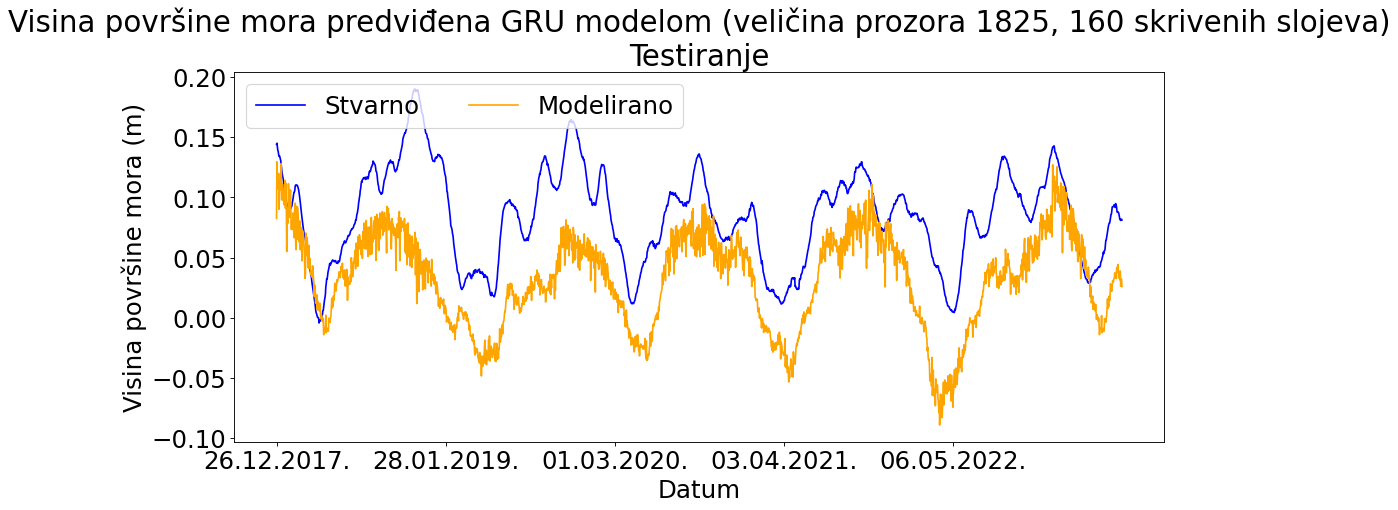 Visina površine mora predviđena GRU modelom (veličina prozora 1825, 160 skrivenih slojeva)
Testiranje
Stvarno Modelirano
Visina površine mora (m)
0.20
0.15
0.10
0.05
0.00
−0.05
−0.10
26.12.2017. 28.01.2019. 01.03.2020. 03.04.2021. 06.05.2022.
Datum